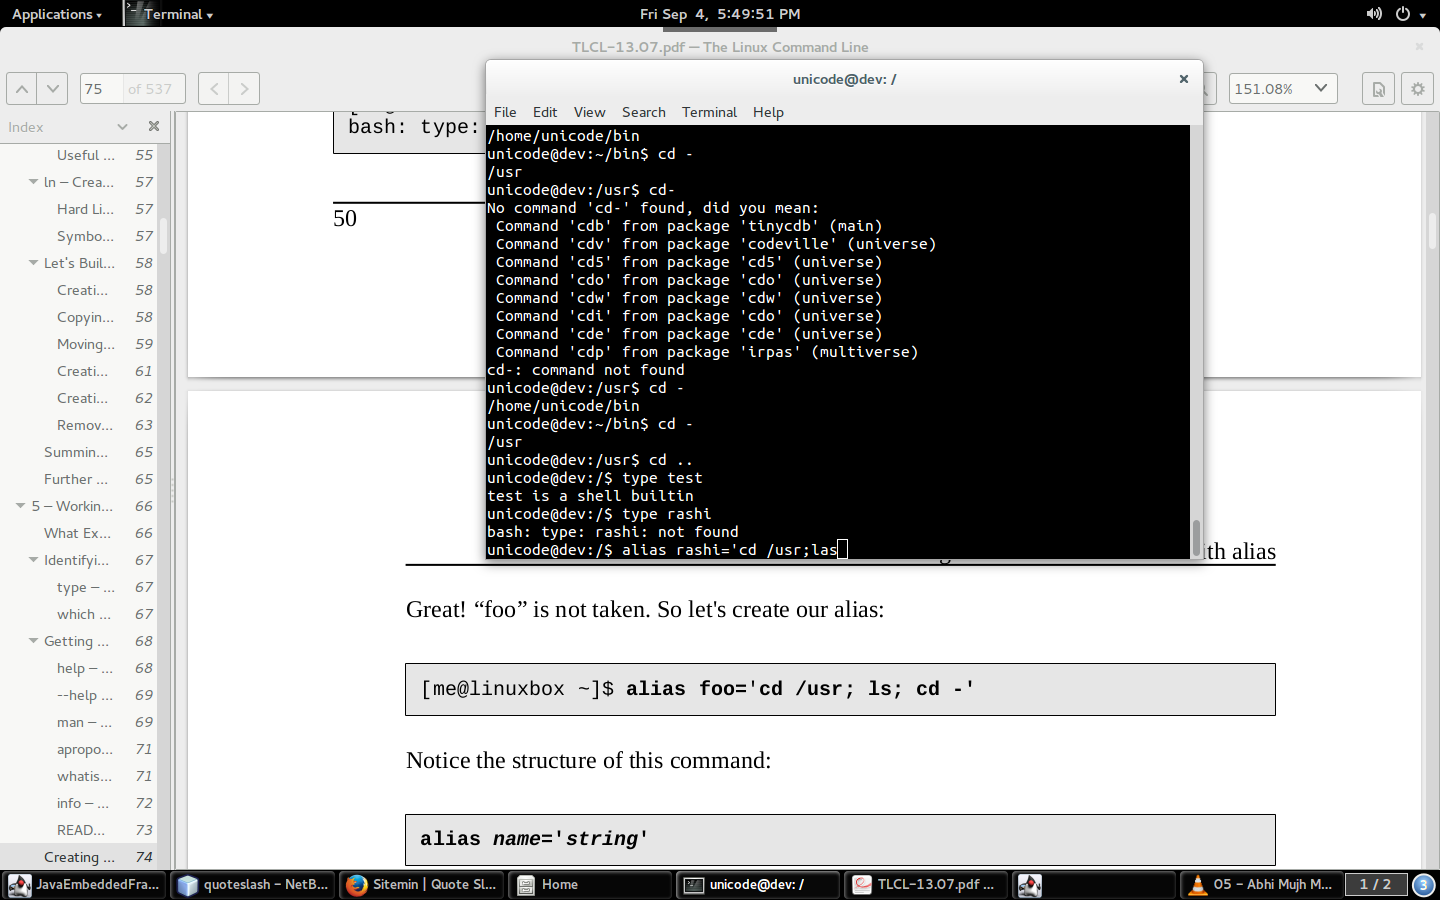 Applications
Terminal
Fri Sep 4, 5:49:51 PM
TLCL-13.07.pdf — The Linux Command Line
75
of 537
151.08%
Index
Useful ... 55
ln – Crea... 57
Hard Li... 57
Symbo... 57
Let's Buil... 58
Creati... 58
Copyin... 58
Moving... 59
Creati... 61
Creati... 62
Remov... 63
Summin... 65
Further ... 65
5 – Workin... 66
What Ex... 66
Identifyi... 67
type – ... 67
which ... 67
Getting ... 68
help – ... 68
--help ... 69
man – ... 69
apropo... 71
whatis... 71
info – ... 72
READ... 73
Creating ... 74
bash: type:
50
unicode@dev: /
File Edit View Search Terminal Help
/home/unicode/bin
unicode@dev:~/bin$ cd -
/usr
unicode@dev:/usr$ cd-
No command 'cd-' found, did you mean:
 Command 'cdb' from package 'tinycdb' (main)
 Command 'cdv' from package 'codeville' (universe)
 Command 'cd5' from package 'cd5' (universe)
 Command 'cdo' from package 'cdo' (universe)
 Command 'cdw' from package 'cdw' (universe)
 Command 'cdi' from package 'cdo' (universe)
 Command 'cde' from package 'cde' (universe)
 Command 'cdp' from package 'irpas' (multiverse)
cd-: command not found
unicode@dev:/usr$ cd -
/home/unicode/bin
unicode@dev:~/bin$ cd -
/usr
unicode@dev:/usr$ cd ..
unicode@dev:/$ type test
test is a shell builtin
unicode@dev:/$ type rashi
bash: type: rashi: not found
unicode@dev:/$ alias rashi='cd /usr;las
th alias
Great! “foo” is not taken. So let's create our alias:
[me@linuxbox ~]$ alias foo='cd /usr; ls; cd -'
Notice the structure of this command:
alias name='string'
JavaEmbeddedFra...
quoteslash – NetB...
Sitemin | Quote Sl...
Home
unicode@dev: /
TLCL-13.07.pdf ...
05 – Abhi Mujh M...
1 / 2
3